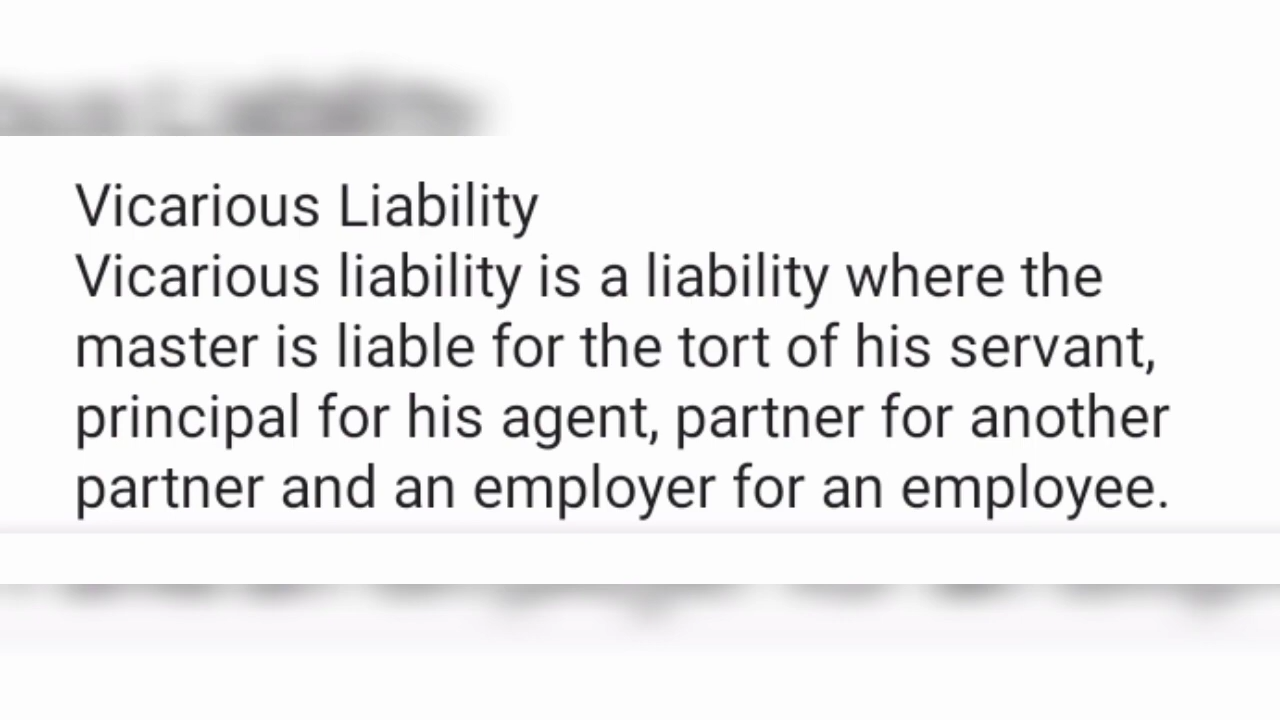 Vicarious Liability
Vicarious liability is a liability where the
master is liable for the tort of his servant,
principal for his agent, partner for another
partner and an employer for an employee.